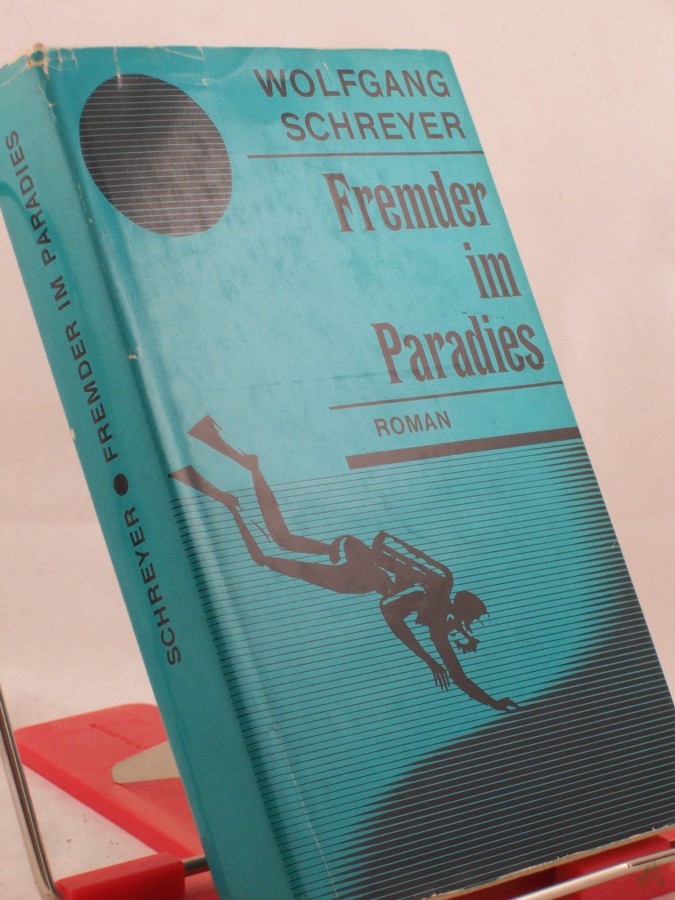 WOLFGANG
SCHREYER
Fremder
im
Paradies
ROMAN
SCHREYER ● FREMDER IM PARADIES